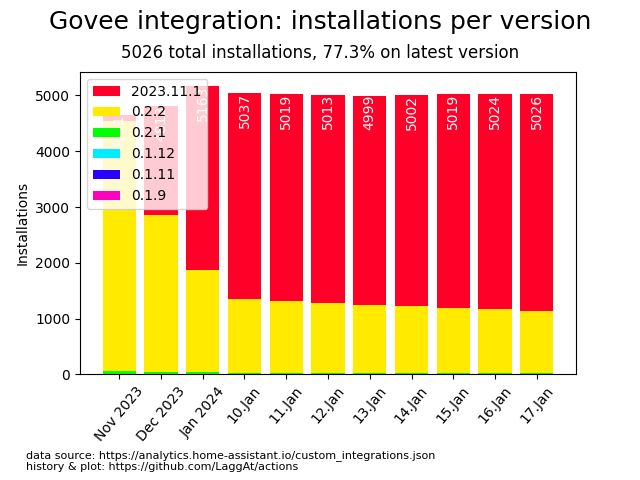 Govee integration: installations per version
5026 total installations, 77.3% on latest version
Installations
5000
4000
3000
2000
1000
0
2023.11.1
0.2.2
0.2.1
0.1.12
0.1.11
0.1.9
5037
5019
5013
4999
5002
5019
5024
5026
Nov 2023
Dec 2023
Jan 2024
10.Jan
11.Jan
12.Jan
13.Jan
14.Jan
15.Jan
16.Jan
17.Jan
data source: https://analytics.home-assistant.io/custom_integrations.json
history & plot: https://github.com/LaggAt/actions